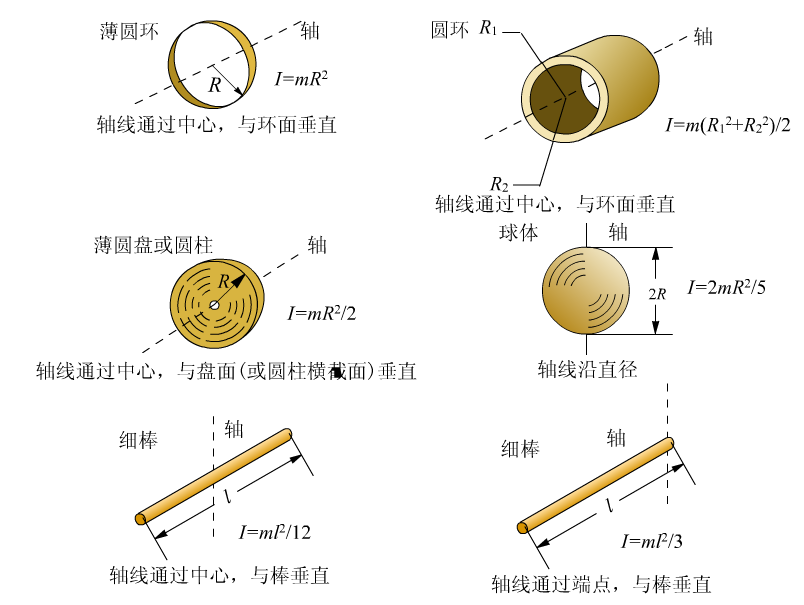 薄圆环
轴
R
I=mR²
轴线通过中心，与环面垂直
圆环
R₁
轴
I=m(R₁²+R₂²)/2
R₂
轴线通过中心，与环面垂直
薄圆盘或圆柱
轴
R
I=mR²/2
轴线通过中心，与盘面(或圆柱横截面)垂直
球体
轴
2R
I=2mR²/5
轴线沿直径
细棒
轴
l
I=ml²/12
轴线通过中心，与棒垂直
细棒
轴
l
I=ml²/3
轴线通过端点，与棒垂直